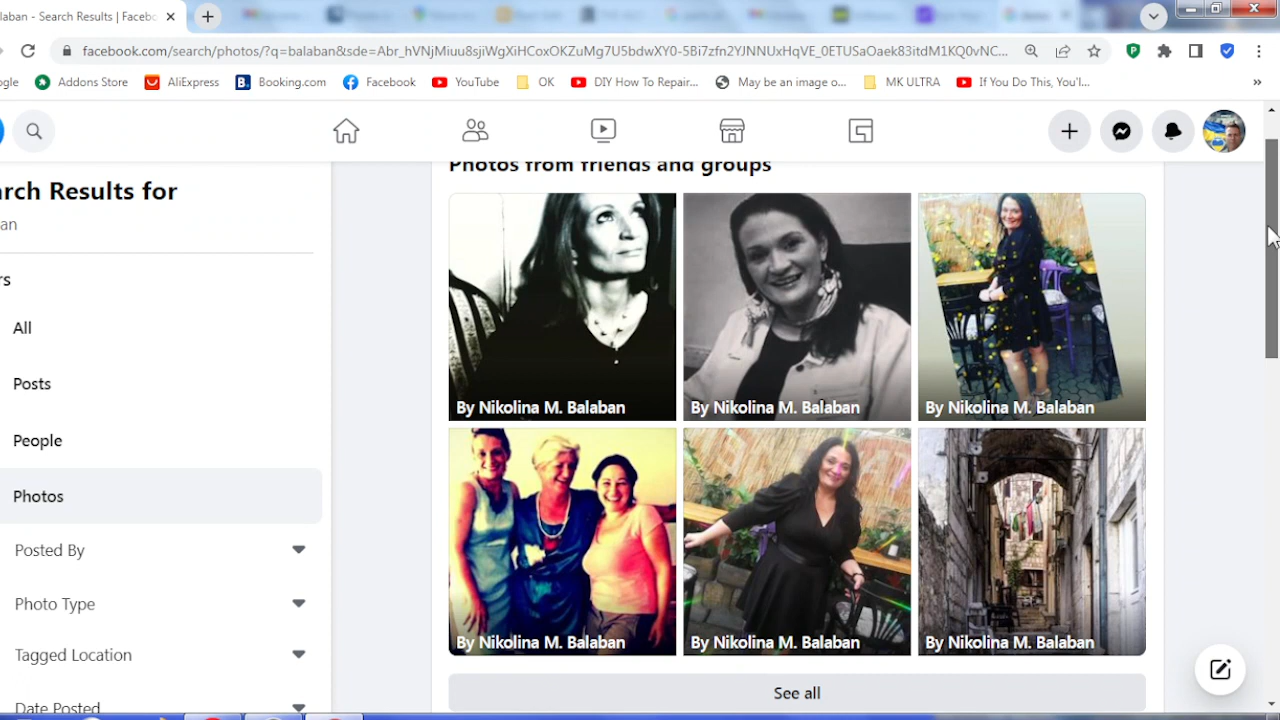 laban - Search Results | Facebo
facebook.com/search/photos/?q=balaban&sde=Abr_hVNjMiuu8sjiWgXiHCoxOKZuMg7U5bdwXY0-5Bi7zfn2YJNNUxHqVE_0ETUSaOaek83itdM1KQ0vNC...
gle
Addons Store
AliExpress
Booking.com
Facebook
YouTube
OK
DIY How To Repair...
May be an image o...
MK ULTRA
If You Do This, You'l...
»
rch Results for
an
rs
All
Posts
People
Photos
Posted By
Photo Type
Tagged Location
Date Posted
Photos from friends and groups
By Nikolina M. Balaban
By Nikolina M. Balaban
By Nikolina M. Balaban
By Nikolina M. Balaban
By Nikolina M. Balaban
By Nikolina M. Balaban
See all